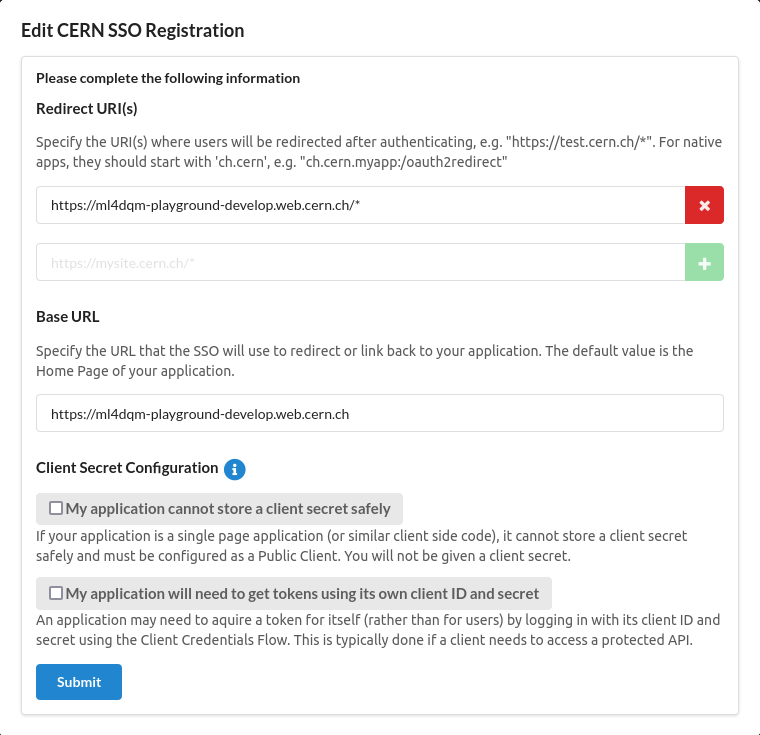 Edit CERN SSO Registration
Please complete the following information
Redirect URI(s)
Specify the URI(s) where users will be redirected after authenticating, e.g. "https://test.cern.ch/*". For native
apps, they should start with 'ch.cern', e.g. "ch.cern.myapp:/oauth2redirect"
https://ml4dqm-playground-develop.web.cern.ch/*
https://mysite.cern.ch/*
Base URL
Specify the URL that the SSO will use to redirect or link back to your application. The default value is the
Home Page of your application.
https://ml4dqm-playground-develop.web.cern.ch
Client Secret Configuration
My application cannot store a client secret safely
If your application is a single page application (or similar client side code), it cannot store a client secret
safely and must be configured as a Public Client. You will not be given a client secret.
My application will need to get tokens using its own client ID and secret
An application may need to aquire a token for itself (rather than for users) by logging in with its client ID and
secret using the Client Credentials Flow. This is typically done if a client needs to access a protected API.
Submit